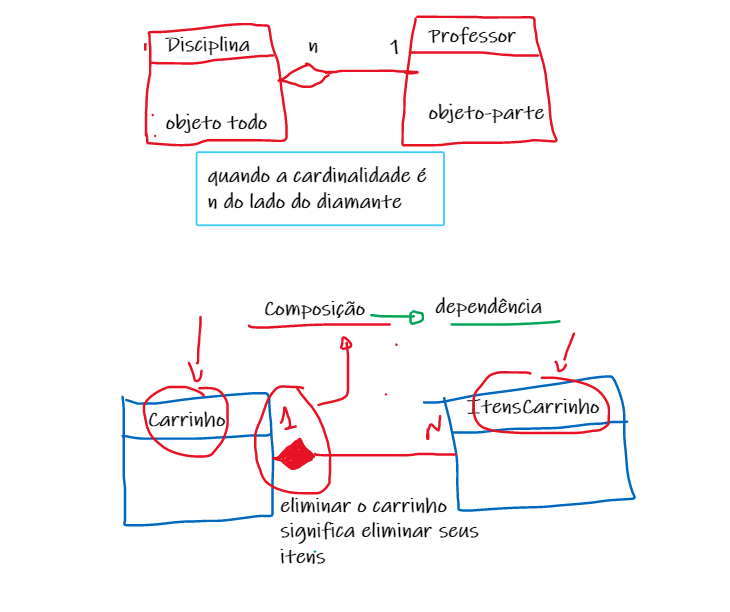 Disciplina
n
1
Professor
objeto todo
objeto-parte
quando a cardinalidade é
n do lado do diamante
Composição
dependência
Carrinho
1
N
ItensCarrinho
eliminar o carrinho
significa eliminar seus
itens